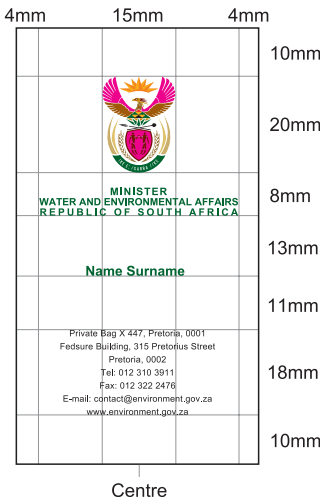 4mm 15mm 4mm
10mm
20mm
MINISTER
WATER AND ENVIRONMENTAL AFFAIRS
REPUBLIC OF SOUTH AFRICA
8mm
13mm
Name Surname
11mm
Private Bag X 447, Pretoria, 0001
Fedsure Building, 315 Pretorius Street
Pretoria, 0002
Tel: 012 310 3911
Fax: 012 322 2476
E-mail: contact@environment.gov.za
www.environment.gov.za
18mm
10mm
Centre